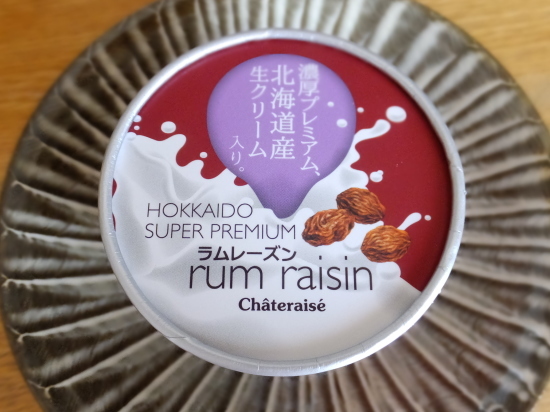 濃厚プレミアム、
北海道産
生クリーム
入り。
HOKKAIDO
SUPER PREMIUM
ラムレーズン
rum raisin
Châteraisé